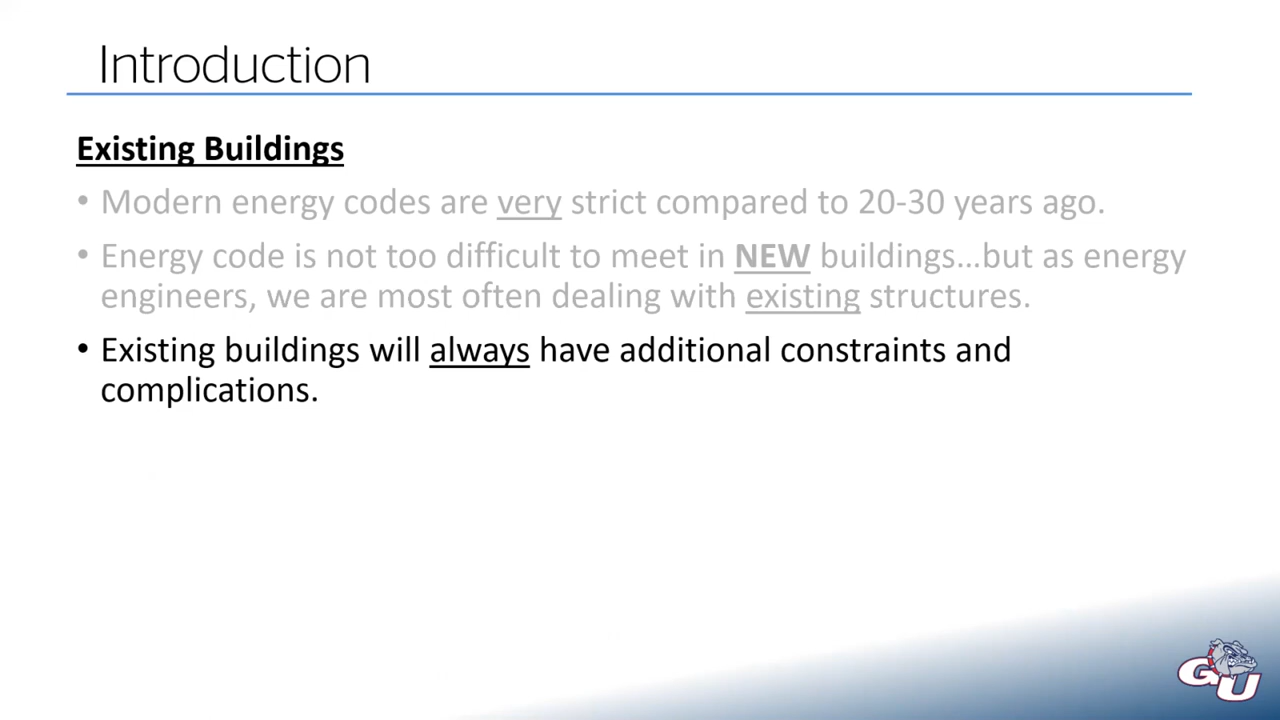 Introduction
Existing Buildings
• Modern energy codes are very strict compared to 20-30 years ago.
• Energy code is not too difficult to meet in NEW buildings...but as energy
engineers, we are most often dealing with existing structures.
• Existing buildings will always have additional constraints and
complications.
GU